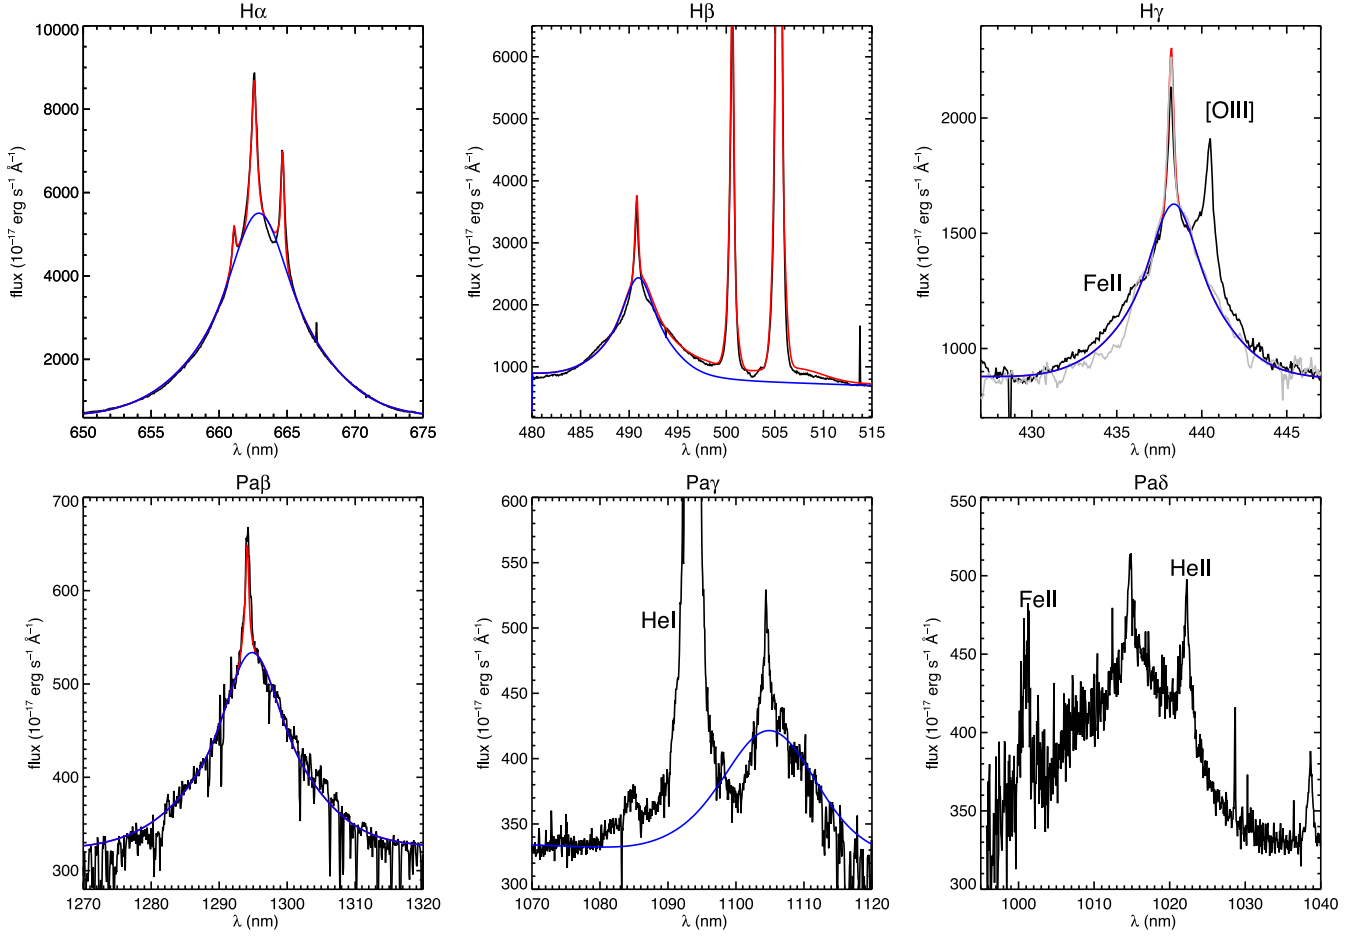 Hα
10000
8000
6000
4000
2000
flux (10⁻¹⁷ erg s⁻¹ Å⁻¹)
650 655 660 665 670 675
λ (nm)
Hβ
6000
5000
4000
3000
2000
1000
flux (10⁻¹⁷ erg s⁻¹ Å⁻¹)
480 485 490 495 500 505 510 515
λ (nm)
Hγ
[OIII]
FeII
2000
1500
1000
flux (10⁻¹⁷ erg s⁻¹ Å⁻¹)
430 435 440 445
λ (nm)
Paβ
700
600
500
400
300
flux (10⁻¹⁷ erg s⁻¹ Å⁻¹)
1270 1280 1290 1300 1310 1320
λ (nm)
Paγ
HeI
600
550
500
450
400
350
300
flux (10⁻¹⁷ erg s⁻¹ Å⁻¹)
1070 1080 1090 1100 1110 1120
λ (nm)
Paδ
HeII
FeII
550
500
450
400
350
300
flux (10⁻¹⁷ erg s⁻¹ Å⁻¹)
1000 1010 1020 1030 1040
λ (nm)